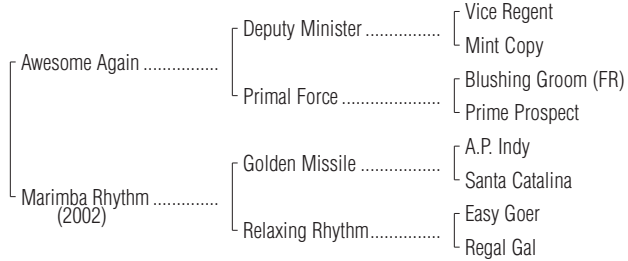 Vice Regent
Deputy Minister ..................
Mint Copy
Awesome Again ...............
Blushing Groom (FR)
Primal Force ....................
Prime Prospect
A.P. Indy
Golden Missile ................
Santa Catalina
Marimba Rhythm .............
(2002)
Easy Goer
Relaxing Rhythm..............
Regal Gal